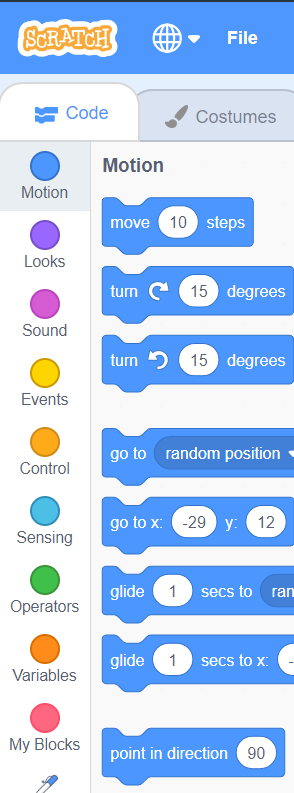 SCRATCH
File
Code
Costumes
Motion
Looks
Sound
Events
Control
Sensing
Operators
Variables
My Blocks
Motion
move 10 steps
turn 15 degrees
turn 15 degrees
go to random position
go to x: -29 y: 12
glide 1 secs to ran
glide 1 secs to x: -
point in direction 90